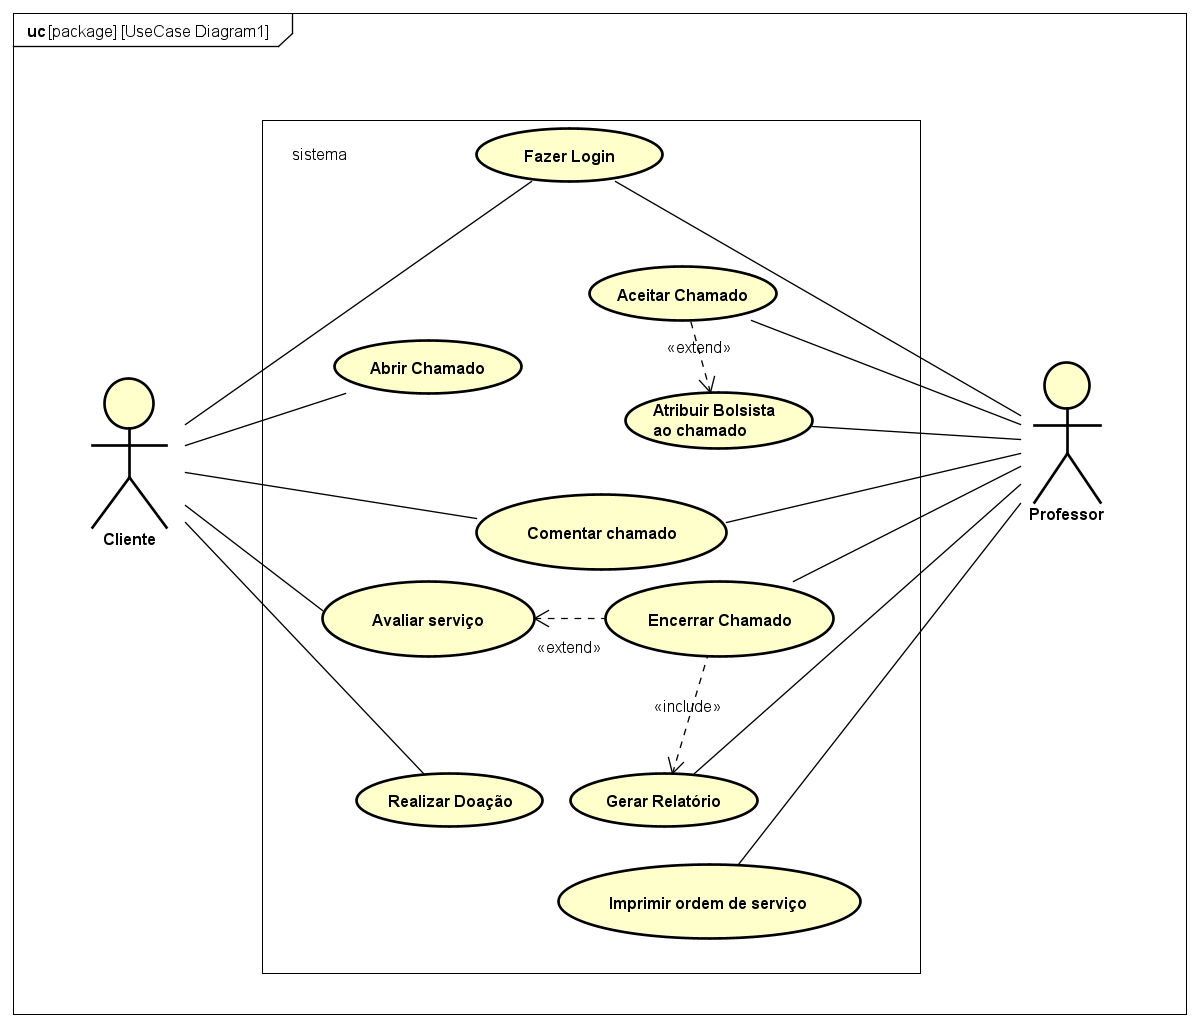 uc [package] [UseCase Diagram1]
sistema
Fazer Login
Aceitar Chamado
«extend»
Abrir Chamado
Atribuir Bolsista
ao chamado
Cliente
Professor
Comentar chamado
Avaliar serviço
«extend»
Encerrar Chamado
«include»
Realizar Doação
Gerar Relatório
Imprimir ordem de serviço